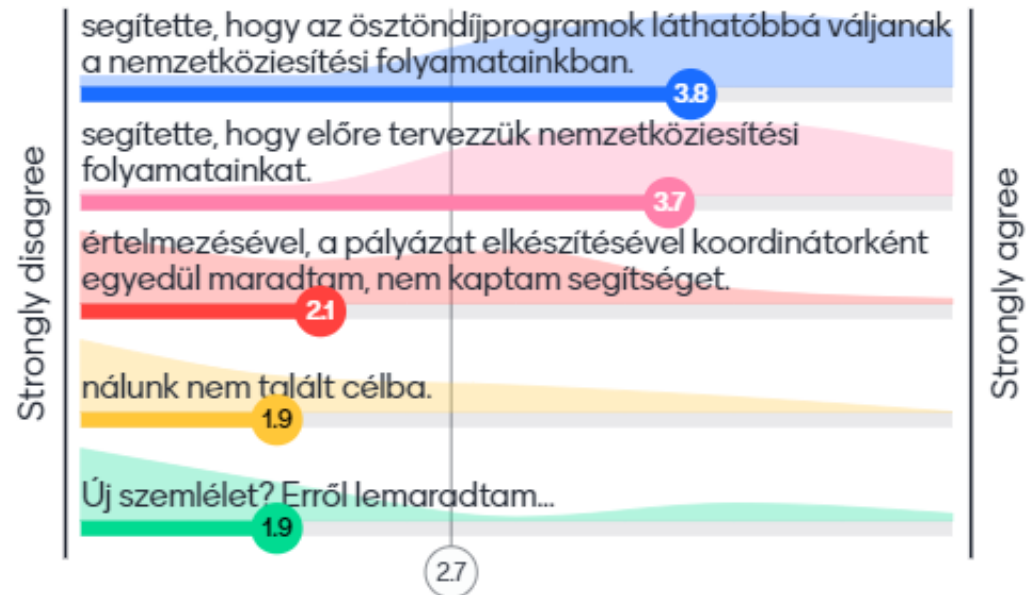 segítette, hogy az ösztöndíjprogramok láthatóbbá váljanak
a nemzetköziesítési folyamatainkban.
3.8
segítette, hogy előre tervezzük nemzetköziesítési
folyamatainkat.
3.7
értelmezésével, a pályázat elkészítésével koordinátorként
egyedül maradtam, nem kaptam segítséget.
2.1
nálunk nem talált célba.
1.9
Új szemlélet? Erről lemaradtam...
1.9
2.7
Strongly disagree
Strongly agree